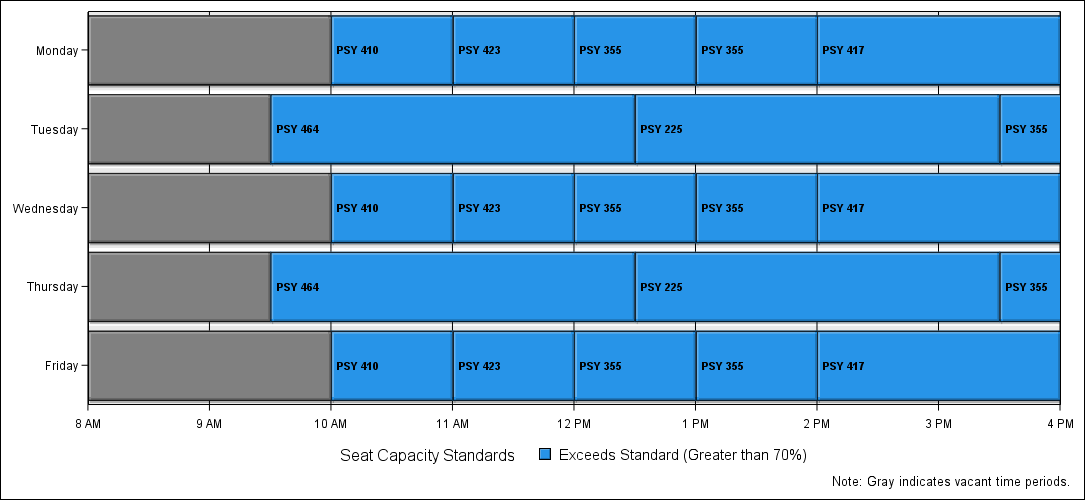 Monday PSY 410 PSY 423 PSY 355 PSY 355 PSY 417
Tuesday PSY 464 PSY 225 PSY 355
Wednesday PSY 410 PSY 423 PSY 355 PSY 355 PSY 417
Thursday PSY 464 PSY 225 PSY 355
Friday PSY 410 PSY 423 PSY 355 PSY 355 PSY 417
8 AM 9 AM 10 AM 11 AM 12 PM 1 PM 2 PM 3 PM 4 PM
Seat Capacity Standards Exceeds Standard (Greater than 70%)
Note: Gray indicates vacant time periods.